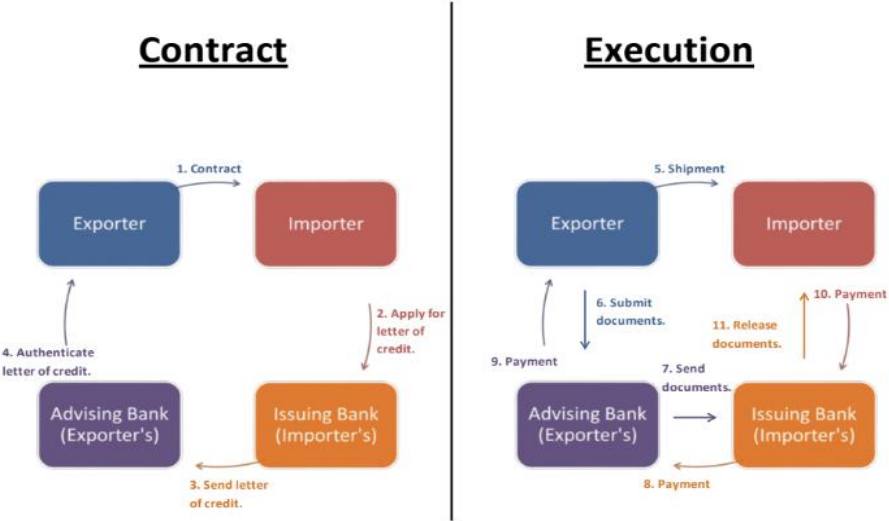 Contract
1. Contract
Exporter
Importer
2. Apply for
letter of
credit.
4. Authenticate
letter of credit.
Advising Bank
(Exporter's)
Issuing Bank
(Importer's)
3. Send letter
of credit.
Execution
5. Shipment
Exporter
Importer
6. Submit
documents.
10. Payment
11. Release
documents.
9. Payment
7. Send
documents.
Advising Bank
(Exporter's)
Issuing Bank
(Importer's)
8. Payment